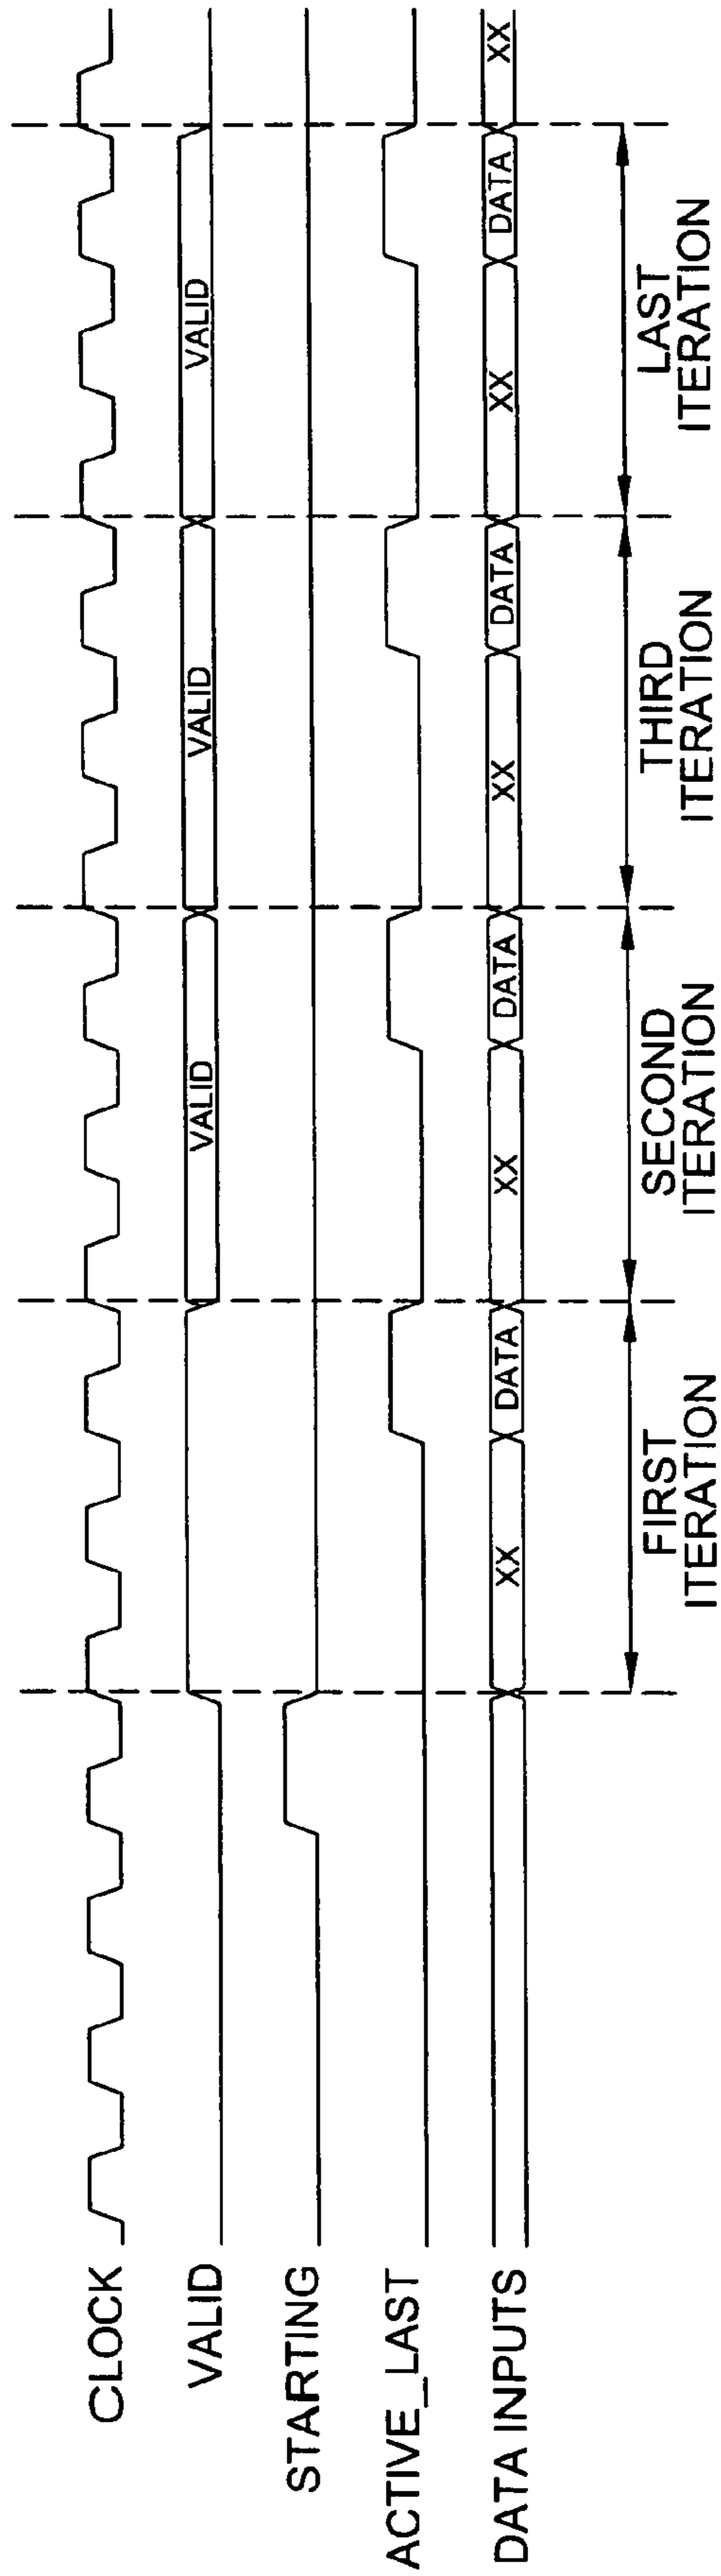 CLOCK
VALID
VALID
VALID
VALID
STARTING
ACTIVE_LAST
DATA INPUTS
XX
DATA
XX
DATA
XX
DATA
XX
DATA
XX
FIRST
ITERATION
SECOND
ITERATION
THIRD
ITERATION
LAST
ITERATION